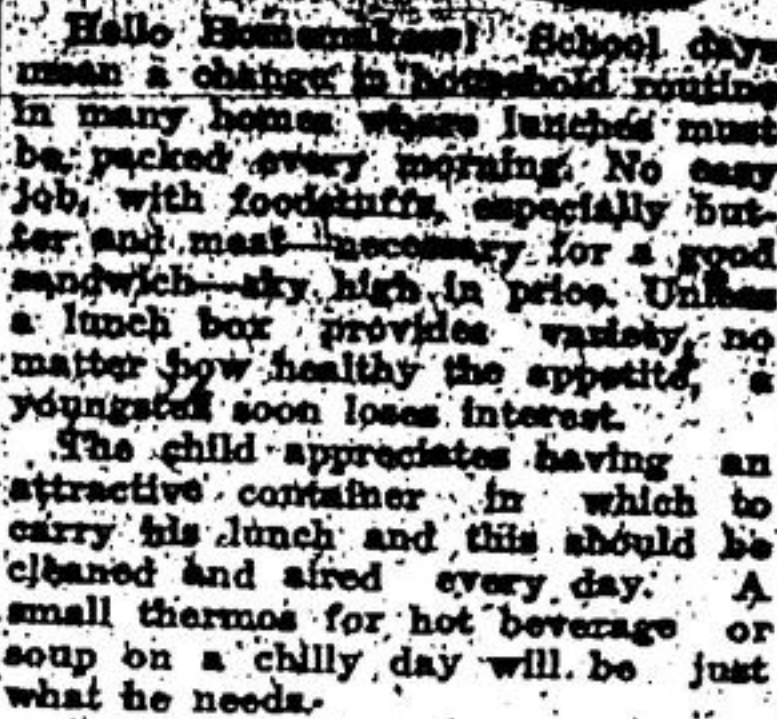 Hello Homemakers! School days
mean a change in household routine
in many homes where lunches must
be packed every morning. No easy
job, with foodstuffs, especially but-
ter and meat—necessary for a good
sandwich—sky high in price. Unless
a lunch box provides variety, no
matter how healthy the appetite, a
youngster soon loses interest.
The child appreciates having an
attractive container in which to
carry his lunch and this should be
cleaned and aired every day. A
small thermos for hot beverage or
soup on a chilly day will be just
what he needs.